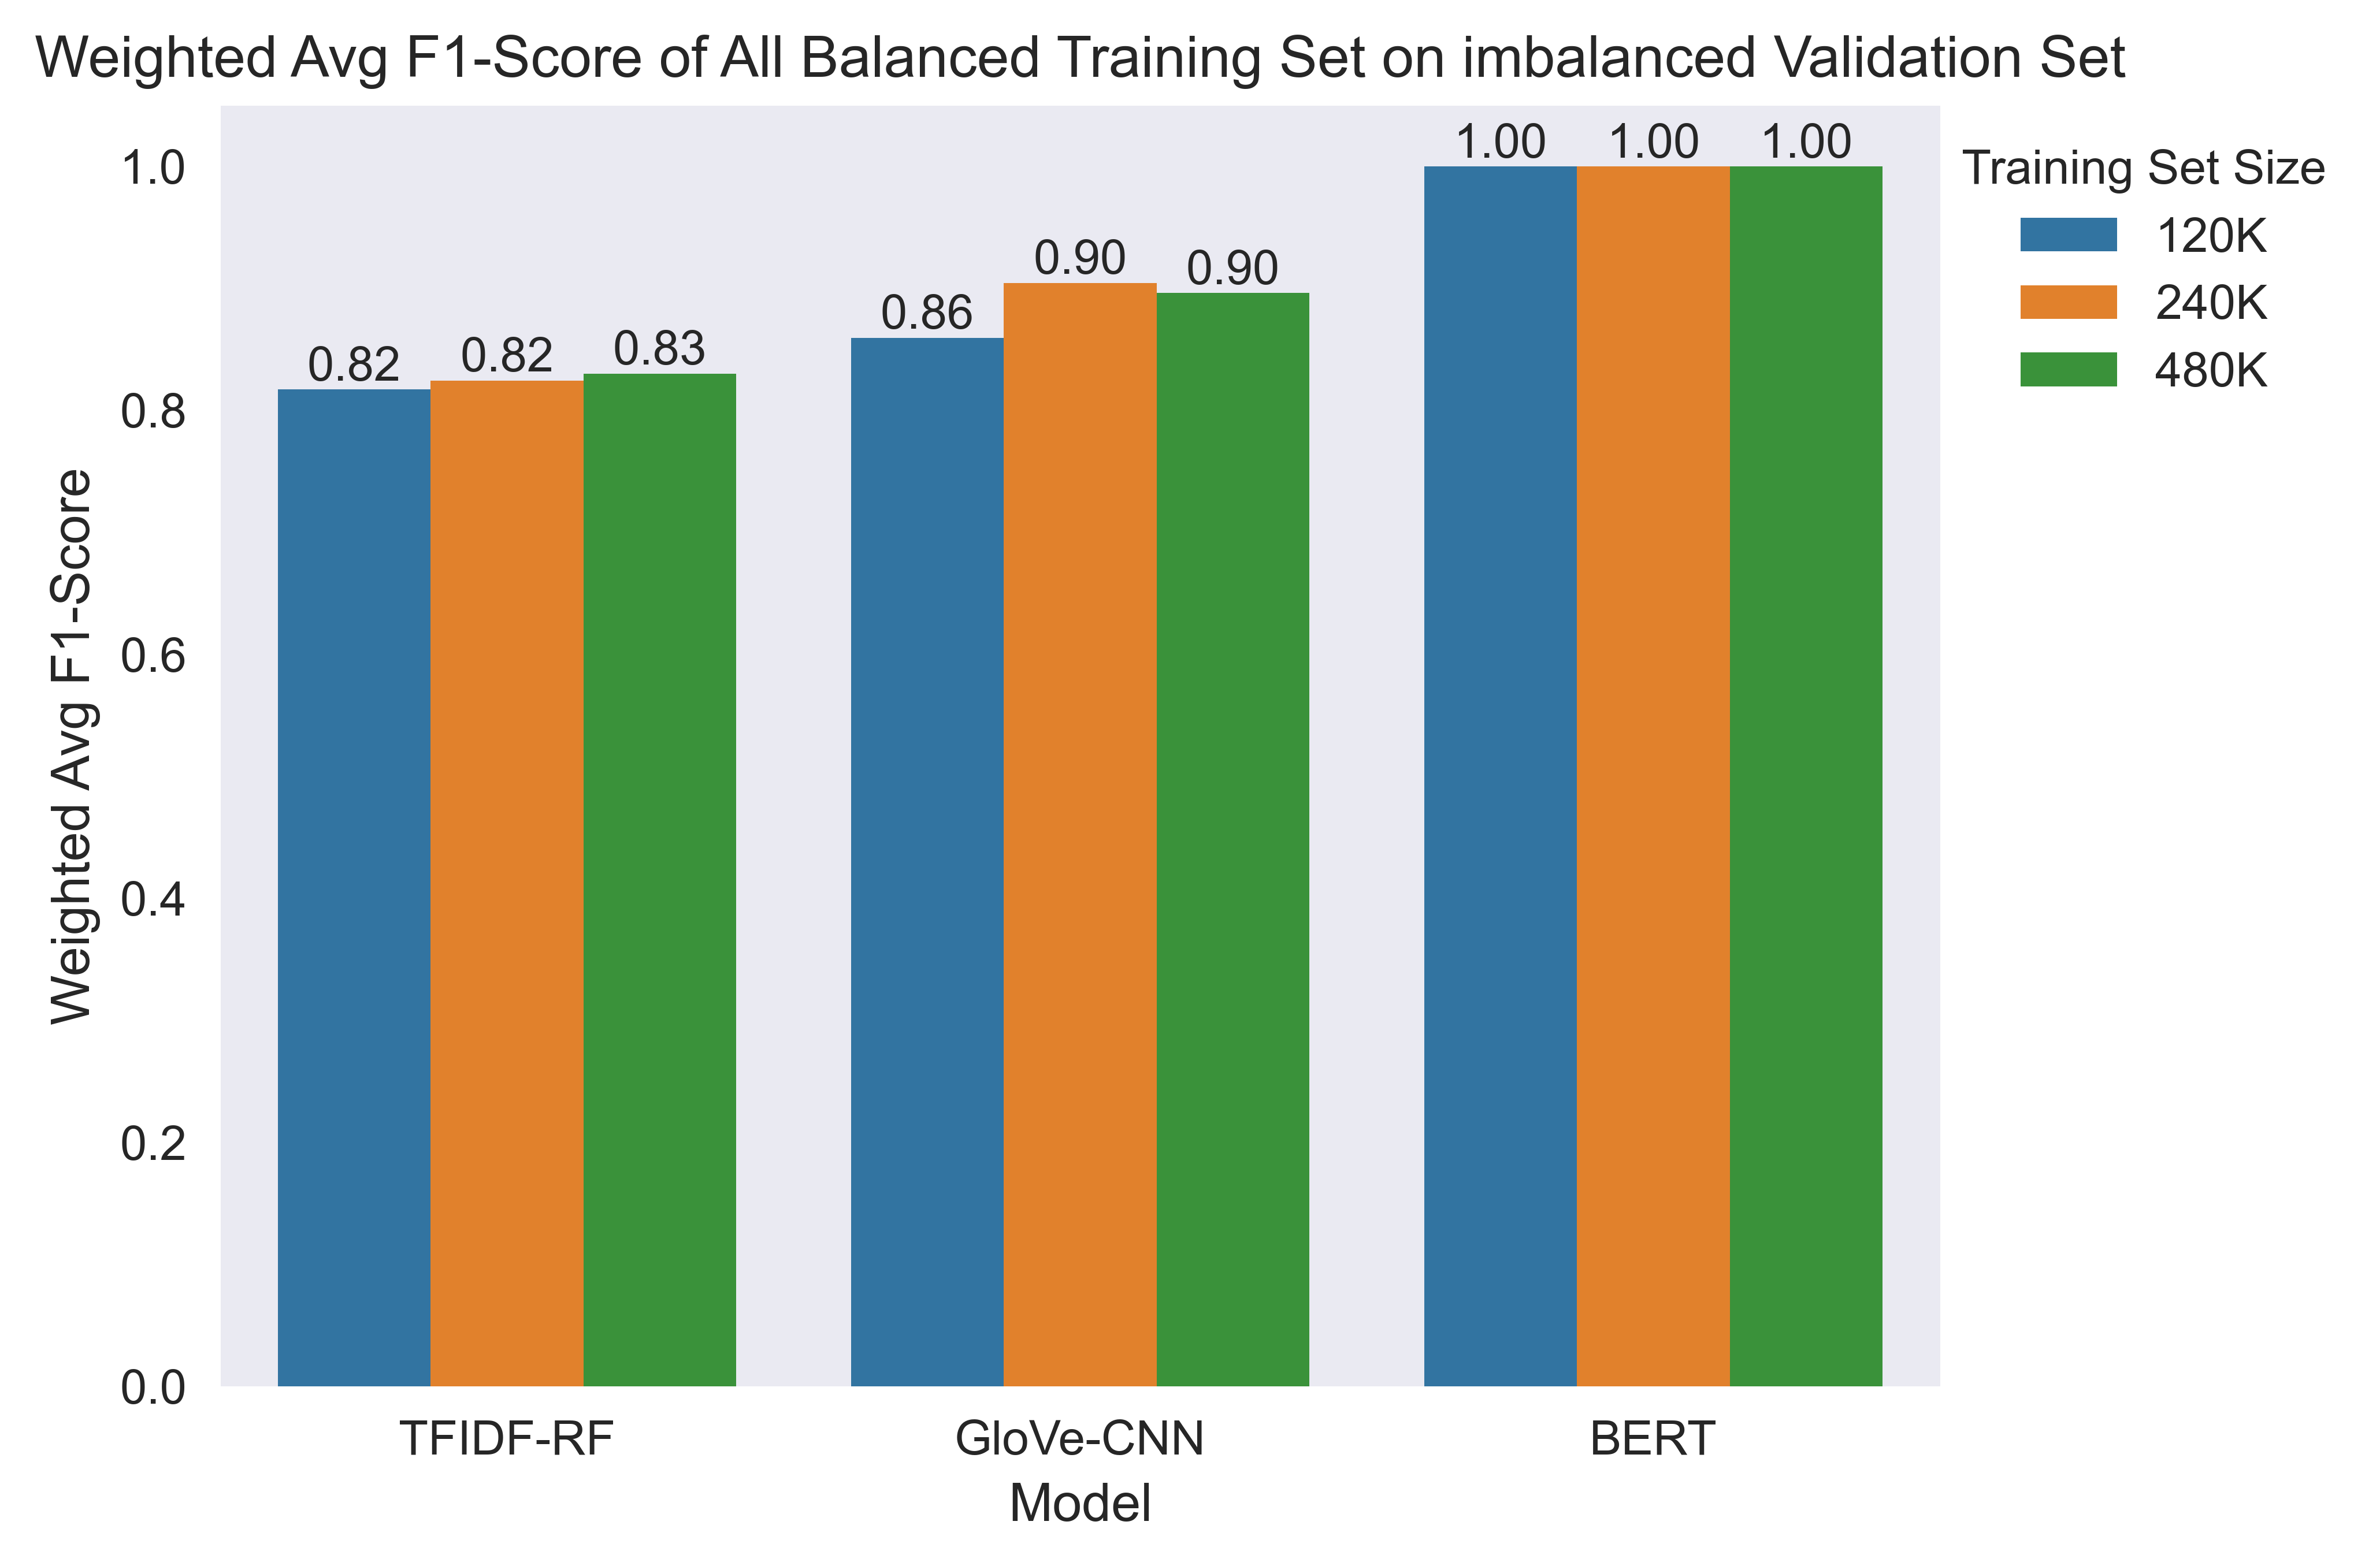 Weighted Avg F1-Score of All Balanced Training Set on imbalanced Validation Set
1.00 1.00 1.00
0.90 0.90
0.86
0.82 0.82 0.83
1.0
0.8
0.6
0.4
0.2
0.0
Weighted Avg F1-Score
TFIDF-RF GloVe-CNN BERT
Model
Training Set Size
120K
240K
480K